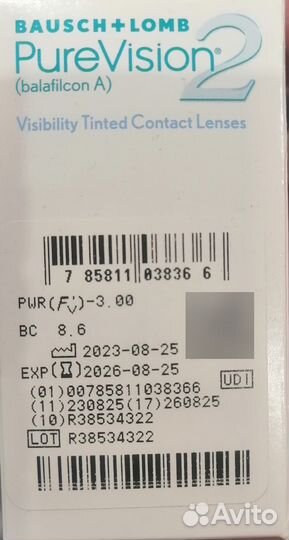 BAUSCH+LOMB
PureVision® 2
(balafilcon A)
Visibility Tinted Contact Lenses
7 85811 03836 6
PWR(F'v)-3.00
BC 8.6
2023-08-25
EXP 2026-08-25
(01)00785811038366
UDI
(11)230825(17)260825
(10)R38534322
LOT R38534322
Avito